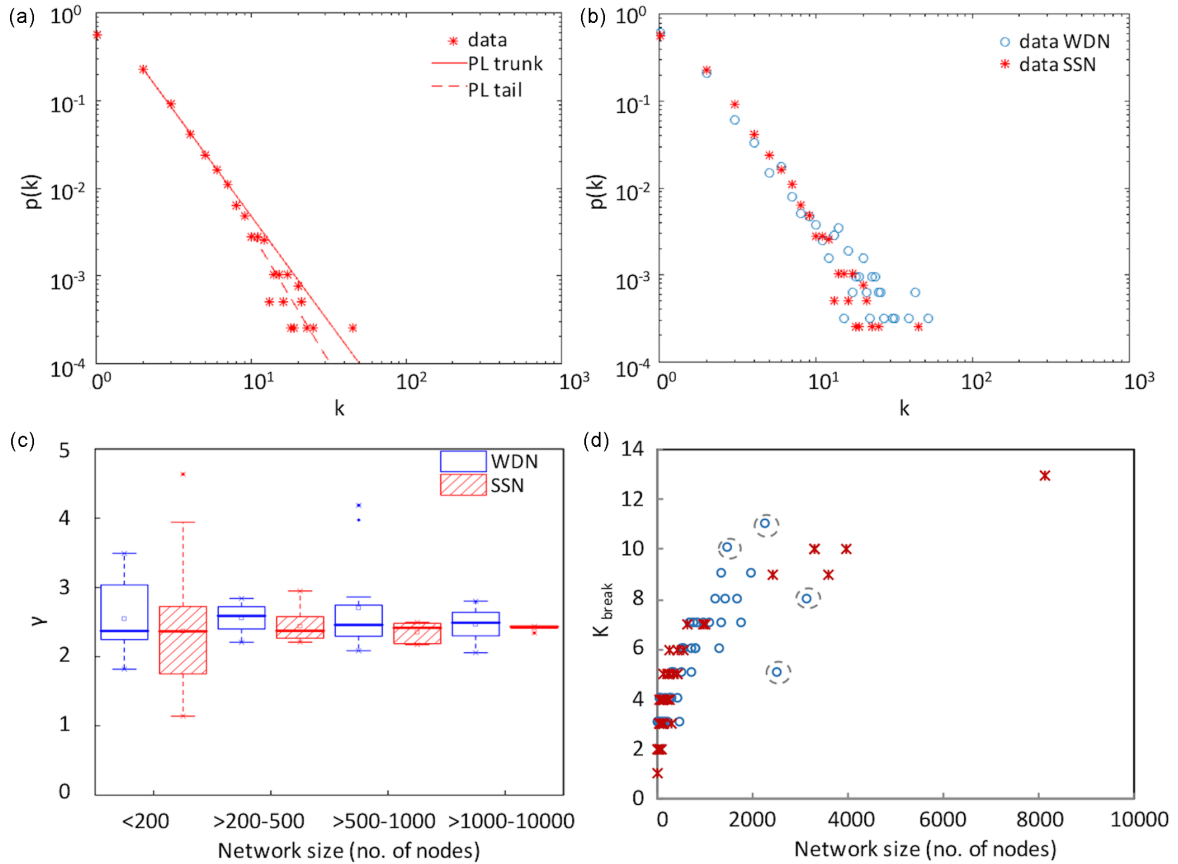 (a)
10^0
10^-1
10^-2
10^-3
10^-4
p(k)
data
PL trunk
PL tail
10^0
10^1
10^2
10^3
k
(b)
10^0
10^-1
10^-2
10^-3
10^-4
p(k)
data WDN
data SSN
10^0
10^1
10^2
10^3
k
(c)
5
4
3
2
1
0
γ
WDN
SSN
<200
>200-500
>500-1000
>1000-10000
Network size (no. of nodes)
(d)
14
12
10
8
6
4
2
0
K break
0
2000
4000
6000
8000
10000
Network size (no. of nodes)